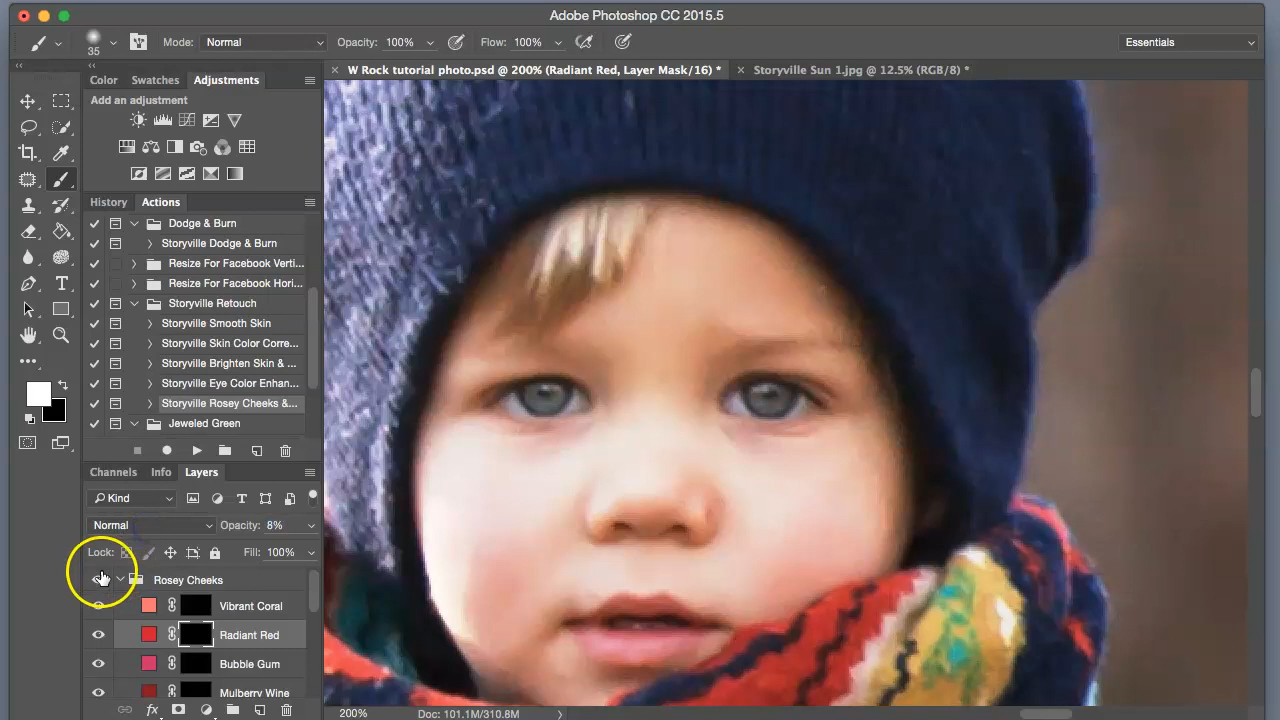 Adobe Photoshop CC 2015.5
35
Mode: Normal
Opacity: 100%
Flow: 100%
Essentials
Color Swatches Adjustments
× W Rock tutorial photo.psd @ 200% (Radiant Red, Layer Mask/16) *
× Storyville Sun 1.jpg @ 12.5% (RGB/8) *
Add an adjustment
History Actions
Dodge & Burn
Storyville Dodge & Burn
Resize For Facebook Verti...
Resize For Facebook Hori...
Storyville Retouch
Storyville Smooth Skin
Storyville Skin Color Corre...
Storyville Brighten Skin & ...
Storyville Eye Color Enhan...
Storyville Rosey Cheeks &...
Jeweled Green
Channels Info Layers
Kind
Normal Opacity: 8%
Lock: Fill: 100%
Rosey Cheeks
Vibrant Coral
Radiant Red
Bubble Gum
Mulberry Wine
fx
200% Doc: 101.1M/310.8M